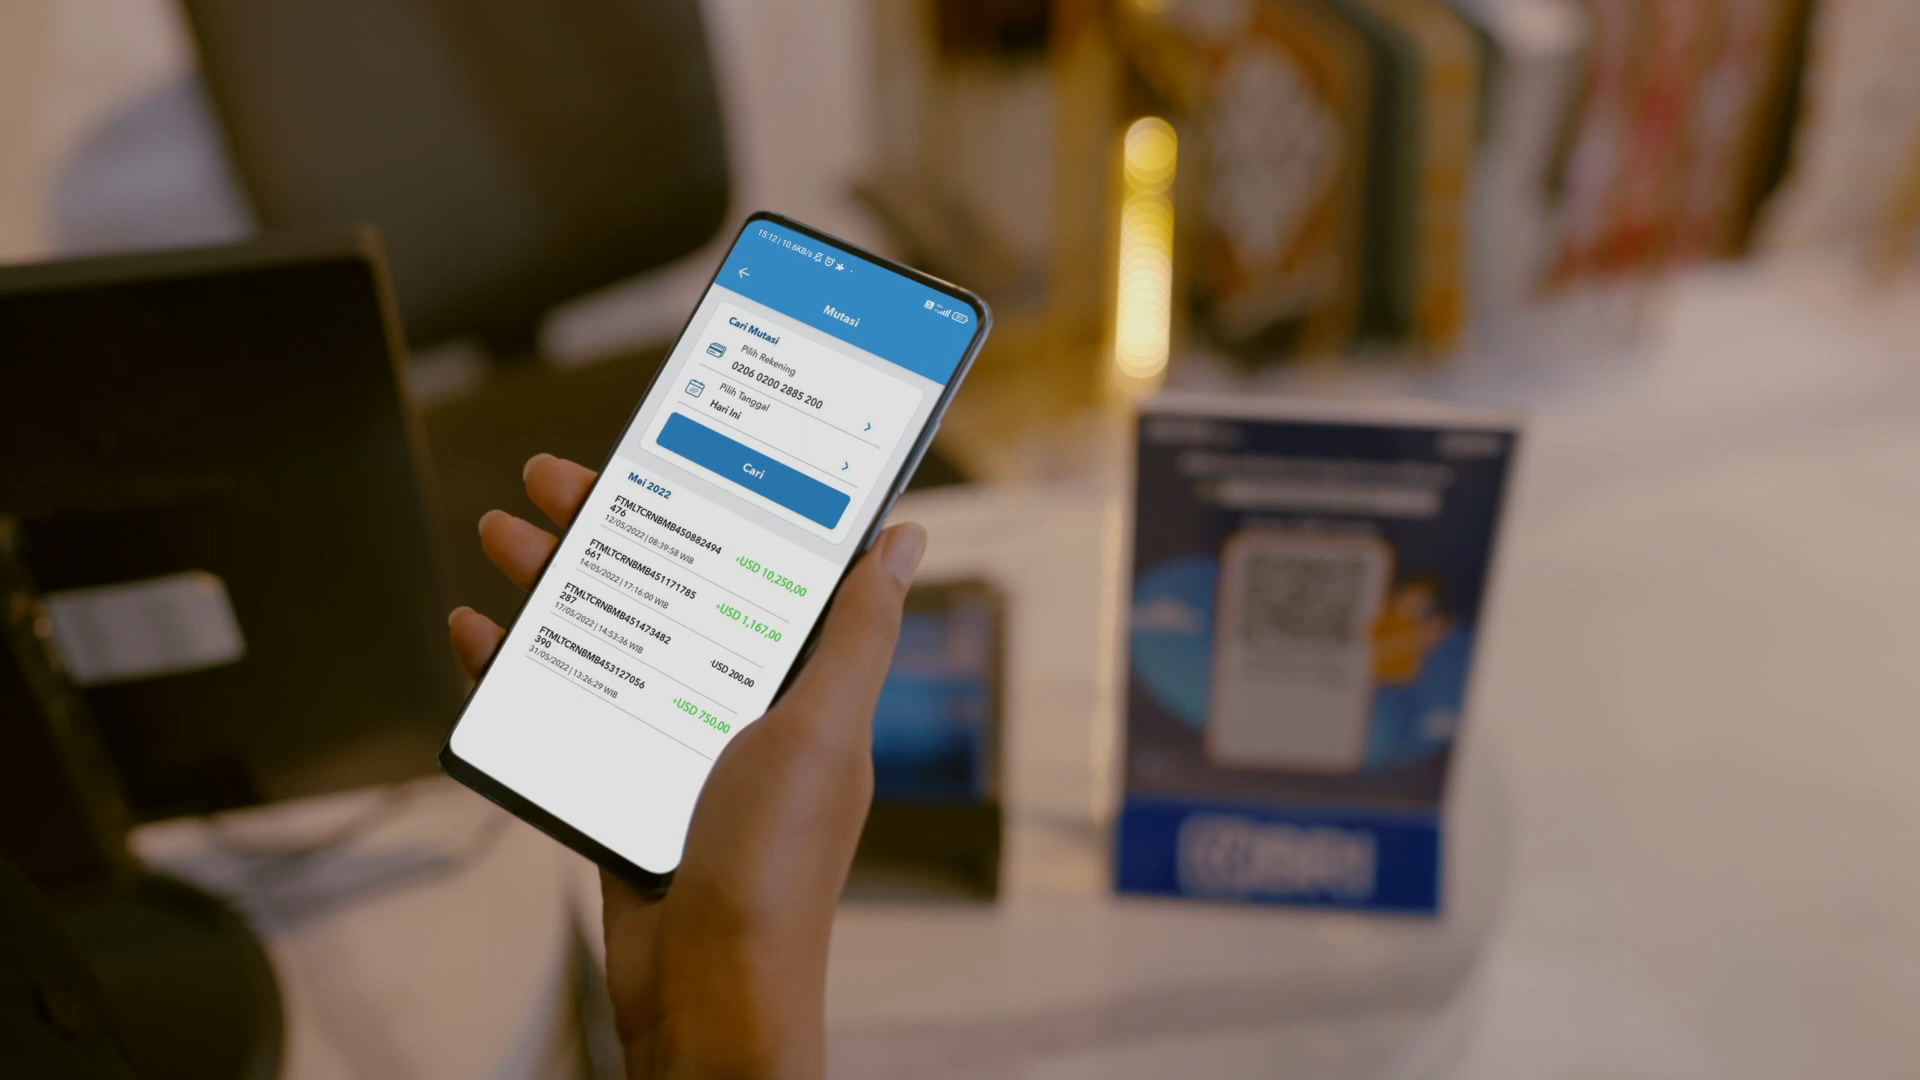 15:12 | 10.6KB/s
Mutasi
Cari Mutasi
Pilih Rekening
0206 0200 2885 200
Pilih Tanggal
Hari Ini
Cari
Mei 2022
FTMLTCRNBMB450882494
476
12/05/2022 | 08:39:58 WIB
+USD 10,250,00
FTMLTCRNBMB451171785
661
14/05/2022 | 17:16:00 WIB
+USD 1,167,00
FTMLTCRNBMB451473482
287
17/05/2022 | 14:53:36 WIB
-USD 200,00
FTMLTCRNBMB453127056
390
31/05/2022 | 13:26:29 WIB
+USD 750,00